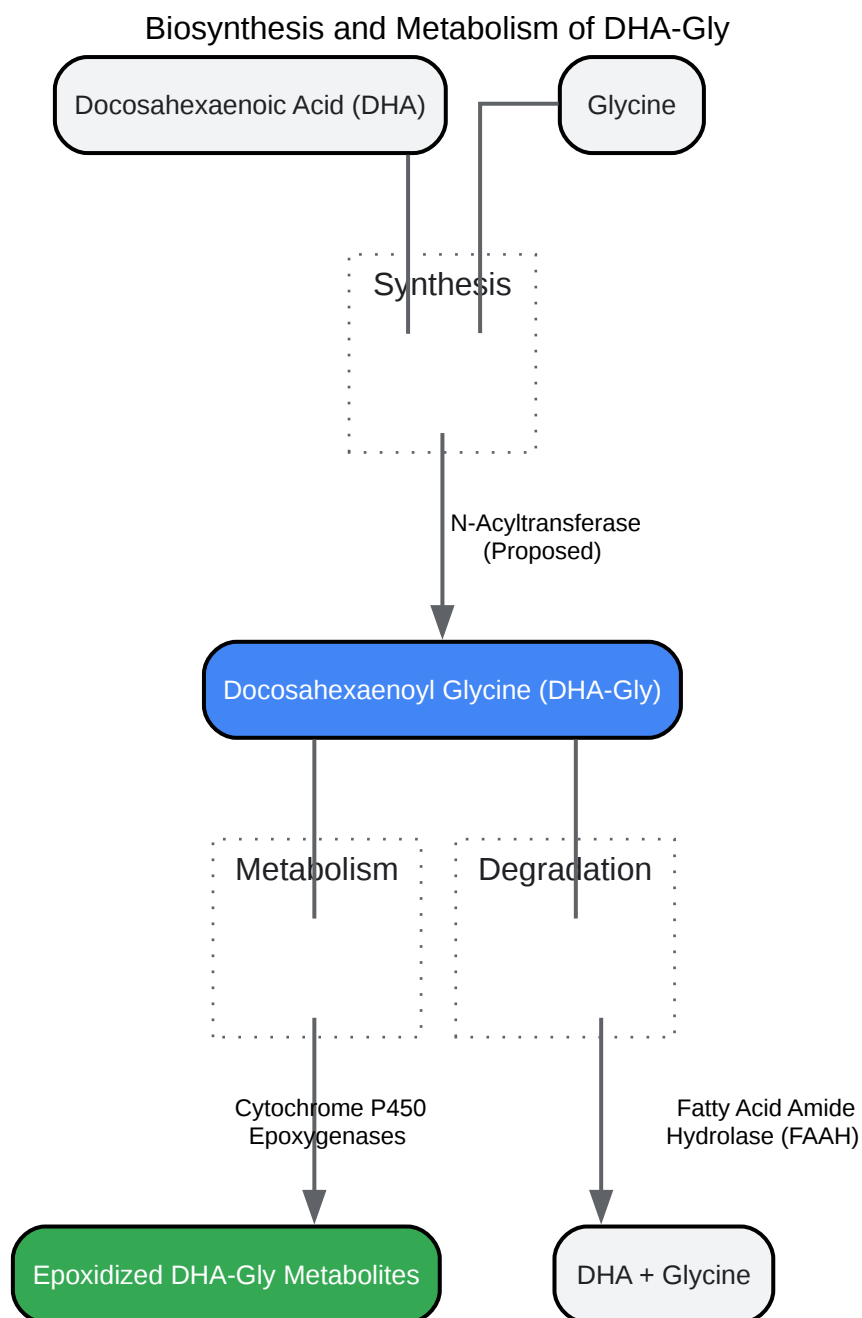 Biosynthesis and Metabolism of DHA-Gly
Docosahexaenoic Acid (DHA)
Glycine
Synthesis
N-Acyltransferase
(Proposed)
Docosahexaenoyl Glycine (DHA-Gly)
Metabolism
Degradation
Cytochrome P450
Epoxygenases
Fatty Acid Amide
Hydrolase (FAAH)
Epoxidized DHA-Gly Metabolites
DHA + Glycine